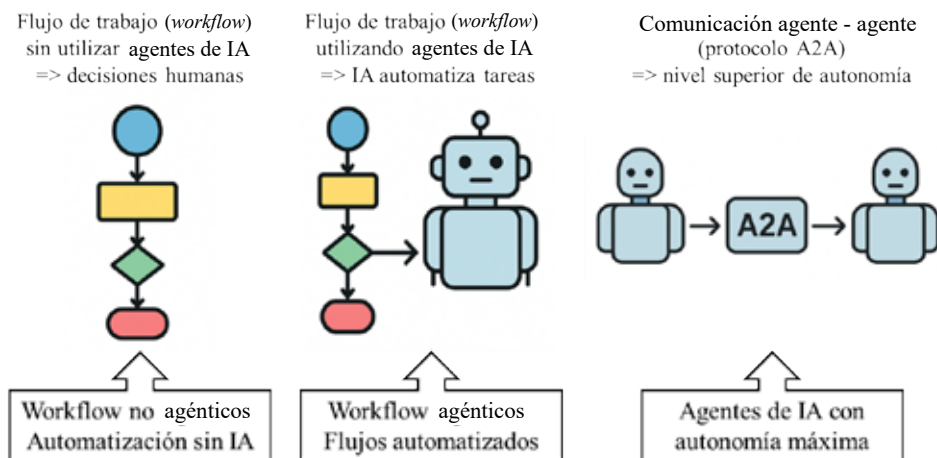 Flujo de trabajo (workflow)
sin utilizar agentes de IA
=> decisiones humanas
Flujo de trabajo (workflow)
utilizando agentes de IA
=> IA automatiza tareas
Comunicación agente - agente
(protocolo A2A)
=> nivel superior de autonomía
A2A
Workflow no agénticos
Automatización sin IA
Workflow agénticos
Flujos automatizados
Agentes de IA con
autonomía máxima